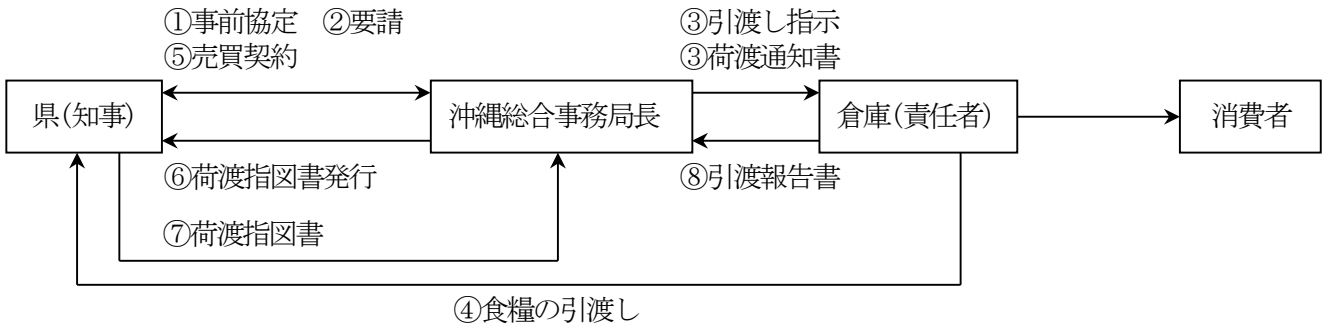 ①事前協定 ②要請
⑤売買契約
③引渡し指示
③荷渡通知書
県(知事)
沖縄総合事務局長
倉庫(責任者)
消費者
⑥荷渡指図書発行
⑧引渡報告書
⑦荷渡指図書
④食糧の引渡し